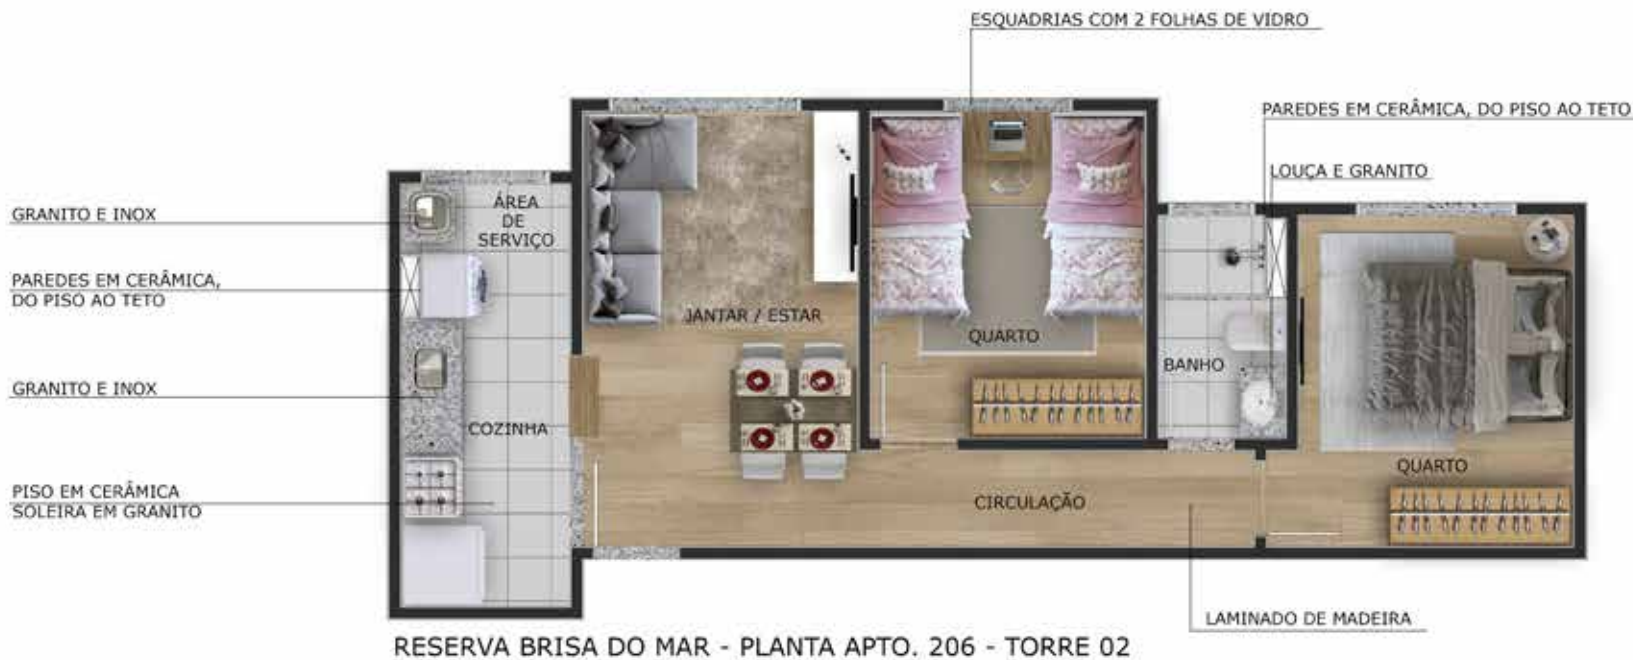 ESQUADRIAS COM 2 FOLHAS DE VIDRO
PAREDES EM CERÂMICA, DO PISO AO TETO
LOUÇA E GRANITO
GRANITO E INOX
ÁREA
DE
SERVIÇO
PAREDES EM CERÂMICA,
DO PISO AO TETO
JANTAR / ESTAR
QUARTO
BANHO
GRANITO E INOX
COZINHA
QUARTO
PISO EM CERÂMICA
SOLEIRA EM GRANITO
CIRCULAÇÃO
LAMINADO DE MADEIRA
RESERVA BRISA DO MAR - PLANTA APTO. 206 - TORRE 02